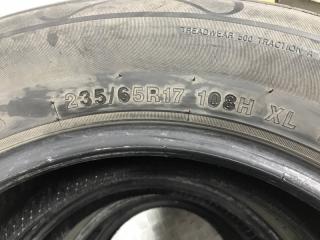 TREADWEAR 500 TRACTION A
235/65R17 108H XL